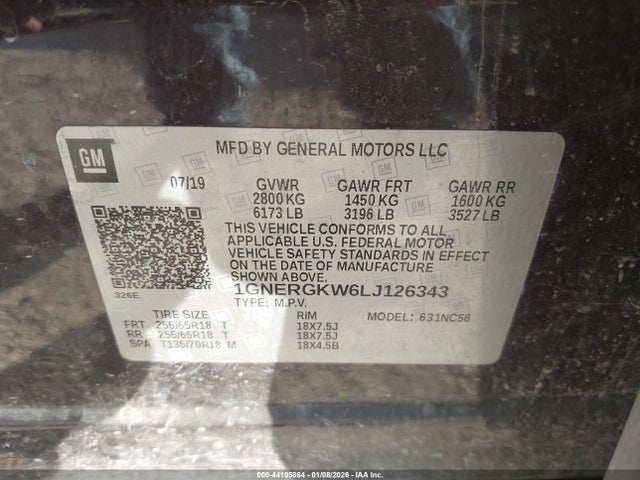 GM
MFD BY GENERAL MOTORS LLC
07/19 GVWR GAWR FRT GAWR RR
2800 KG 1450 KG 1600 KG
6173 LB 3196 LB 3527 LB
THIS VEHICLE CONFORMS TO ALL
APPLICABLE U.S. FEDERAL MOTOR
VEHICLE SAFETY STANDARDS IN EFFECT
ON THE DATE OF MANUFACTURE
SHOWN ABOVE.
326E
1GNERGKW6LJ126343
TYPE: M.P.V.
TIRE SIZE RIM MODEL: 631NC56
FRT 255/65R18 T 18X7.5J
RR 255/65R18 T 18X7.5J
SPA T135/70R18 M 18X4.5B
000-44105864 | 01/08/2026 - IAA Inc.